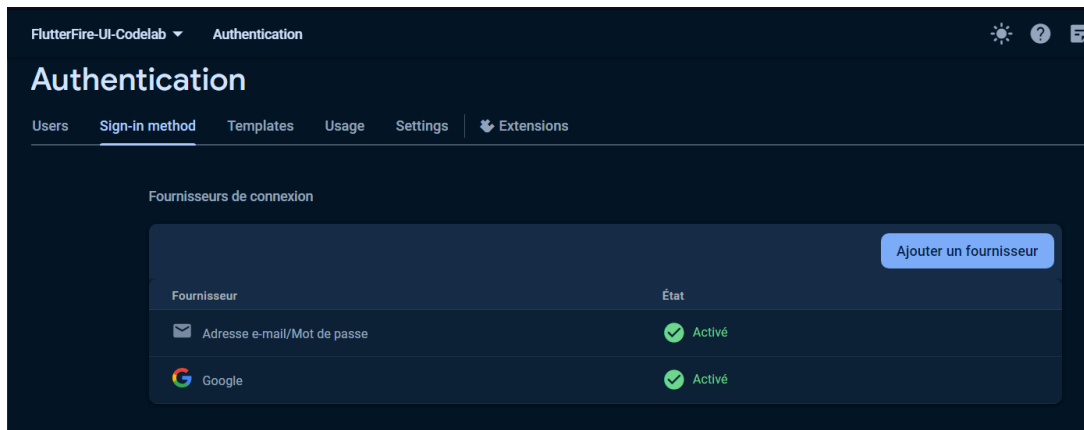 FlutterFire-UI-Codelab Authentication
Authentication
Users Sign-in method Templates Usage Settings Extensions
Fournisseurs de connexion
Ajouter un fournisseur
Fournisseur État
Adresse e-mail/Mot de passe Activé
Google Activé